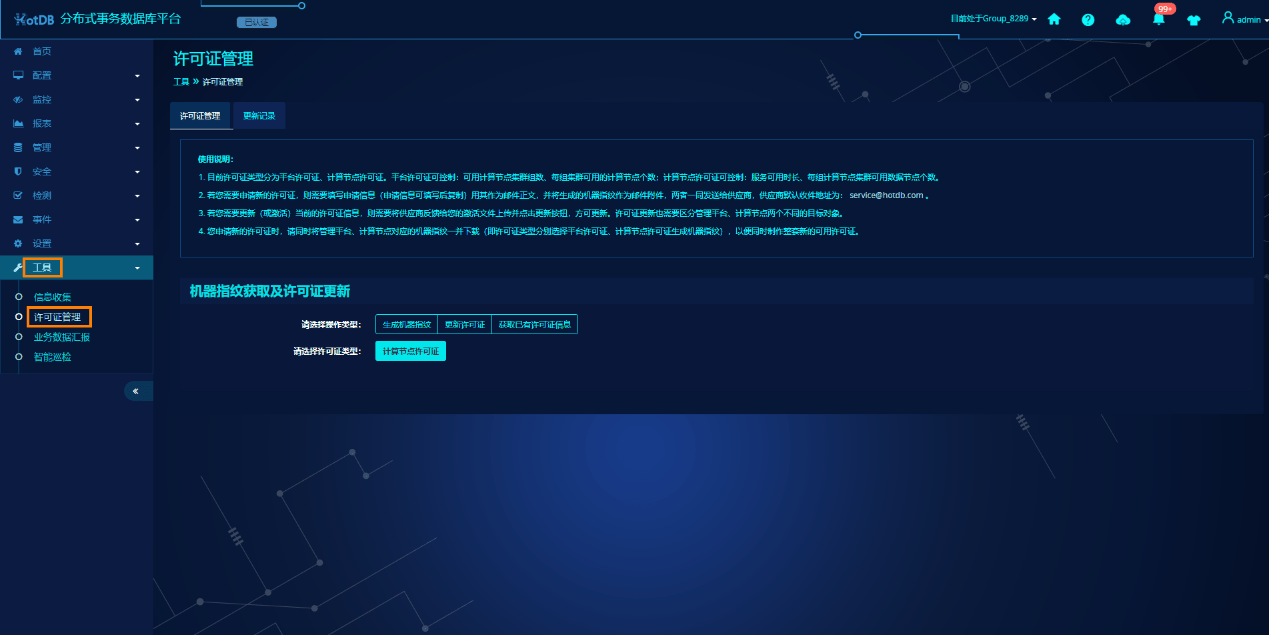 HotDB 分布式事务数据库平台
已认证
目前处于Group_8289
99+
admin
首页
配置
监控
报表
管理
安全
检测
事件
设置
工具
信息收集
许可证管理
业务数据汇报
智能巡检
许可证管理
工具 » 许可证管理
许可证管理 更新记录
使用说明：
1. 目前许可证类型分为平台许可证、计算节点许可证。平台许可证可控制：可用计算节点集群组数、每组集群可用的计算节点个数；计算节点许可证可控制：服务可用时长、每组计算节点集群可用数据节点个数。
2. 若您需要申请新的许可证，则需要填写申请信息（申请信息可填写后复制）用其作为邮件正文，并将生成的机器指纹作为邮件附件，两者一同发送给供应商，供应商默认收件地址为： service@hotdb.com 。
3. 若您需要更新（或激活）当前的许可证信息，则需要将供应商反馈给您的激活文件上传并点击更新按钮，方可更新。许可证更新也需要区分管理平台、计算节点两个不同的目标对象。
4. 您申请新的许可证时，请同时将管理平台、计算节点对应的机器指纹一并下载（即许可证类型分别选择平台许可证、计算节点许可证生成机器指纹），以便同时制作整套新的可用许可证。
机器指纹获取及许可证更新
请选择操作类型： 生成机器指纹 更新许可证 获取已有许可证信息
请选择许可证类型： 计算节点许可证